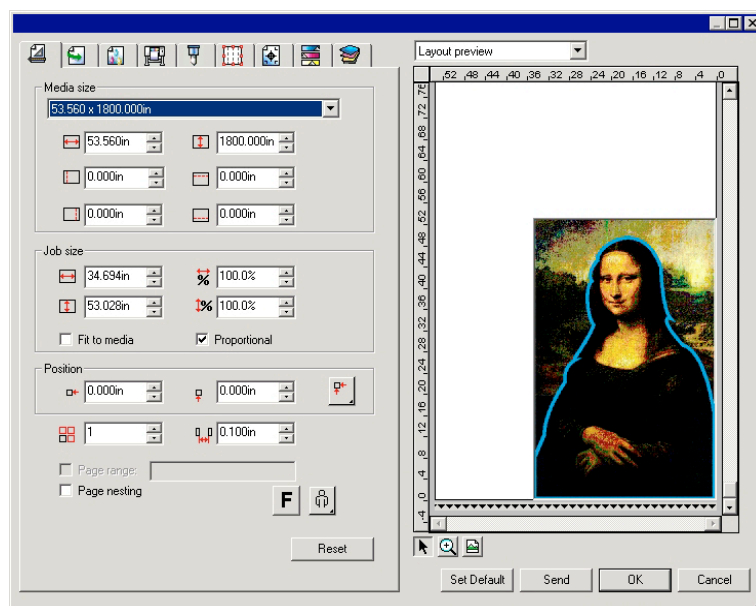 Layout preview
,52 ,48 ,44 ,40 ,36 ,32 ,28 ,24 ,20 ,16 ,12 ,8 ,4 ,0
Media size
53.560 x 1800.000in
53.560in 1800.000in
0.000in 0.000in
0.000in 0.000in
Job size
34.694in % 100.0%
53.028in % 100.0%
Fit to media Proportional
Position
0.000in 0.000in
1 0.100in
Page range:
Page nesting
F
Reset
,76
,72
,68
,64
,60
,56
,52
,48
,44
,40
,36
,32
,28
,24
,20
,16
,12
,8
,4
,0
,-4
Set Default Send OK Cancel